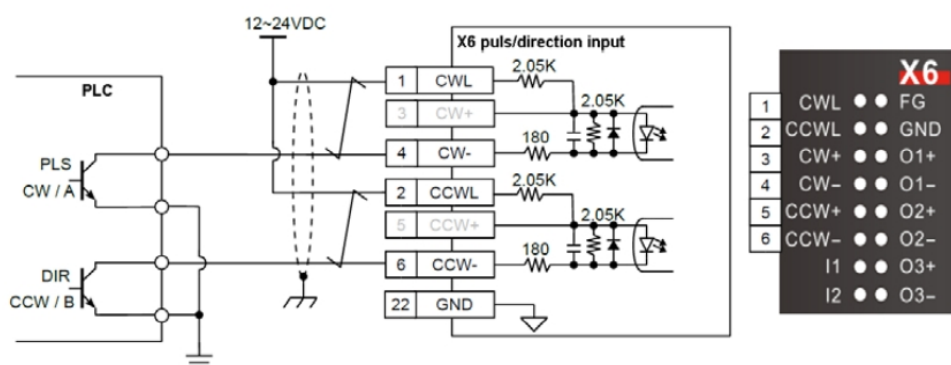 12~24VDC
PLC
PLS
CW / A
DIR
CCW / B
X6 puls/direction input
1 CWL 2.05K
3 CW+ 2.05K
4 CW- 180
2 CCWL 2.05K
5 CCW+ 2.05K
6 CCW- 180
22 GND
X6
1 CWL FG
2 CCWL GND
3 CW+ O1+
4 CW− O1−
5 CCW+ O2+
6 CCW− O2−
I1 O3+
I2 O3−